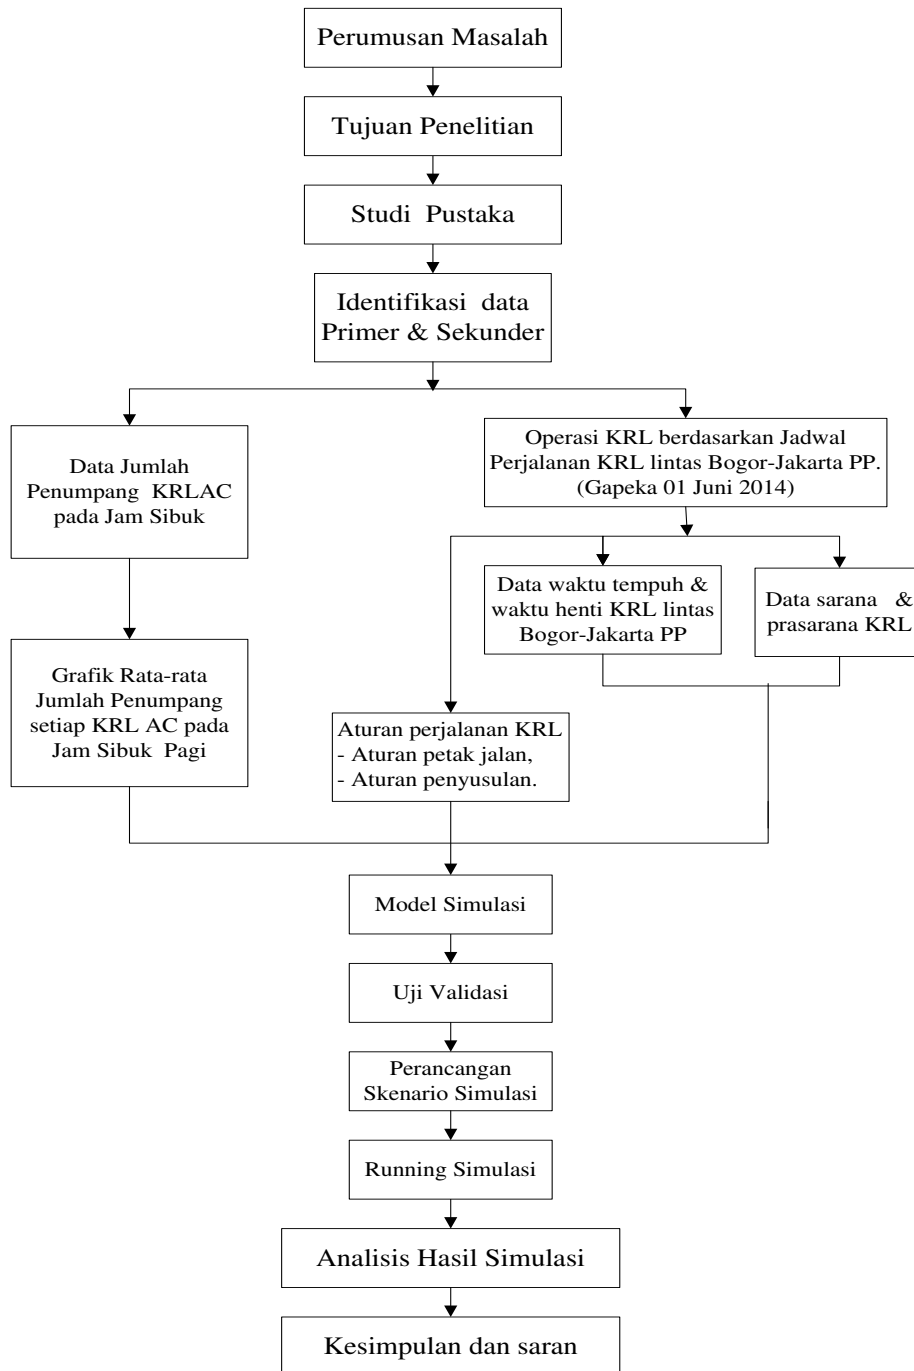 Perumusan Masalah
Tujuan Penelitian
Studi Pustaka
Identifikasi data
Primer & Sekunder
Data Jumlah
Penumpang KRLAC
pada Jam Sibuk
Operasi KRL berdasarkan Jadwal
Perjalanan KRL lintas Bogor-Jakarta PP.
(Gapeka 01 Juni 2014)
Data waktu tempuh &
waktu henti KRL lintas
Bogor-Jakarta PP
Data sarana &
prasarana KRL
Grafik Rata-rata
Jumlah Penumpang
setiap KRL AC pada
Jam Sibuk Pagi
Aturan perjalanan KRL
- Aturan petak jalan,
- Aturan penyusulan.
Model Simulasi
Uji Validasi
Perancangan
Skenario Simulasi
Running Simulasi
Analisis Hasil Simulasi
Kesimpulan dan saran